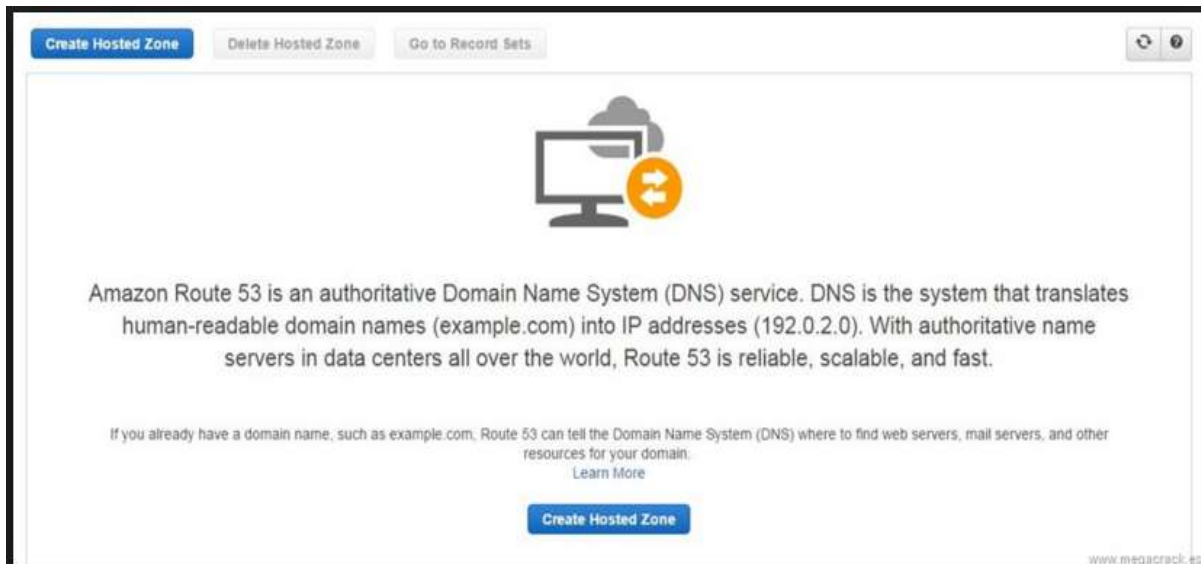 Create Hosted Zone
Delete Hosted Zone
Go to Record Sets
Amazon Route 53 is an authoritative Domain Name System (DNS) service. DNS is the system that translates
human-readable domain names (example.com) into IP addresses (192.0.2.0). With authoritative name
servers in data centers all over the world, Route 53 is reliable, scalable, and fast.
If you already have a domain name, such as example.com, Route 53 can tell the Domain Name System (DNS) where to find web servers, mail servers, and other
resources for your domain.
Learn More
Create Hosted Zone
www.megacrack.es